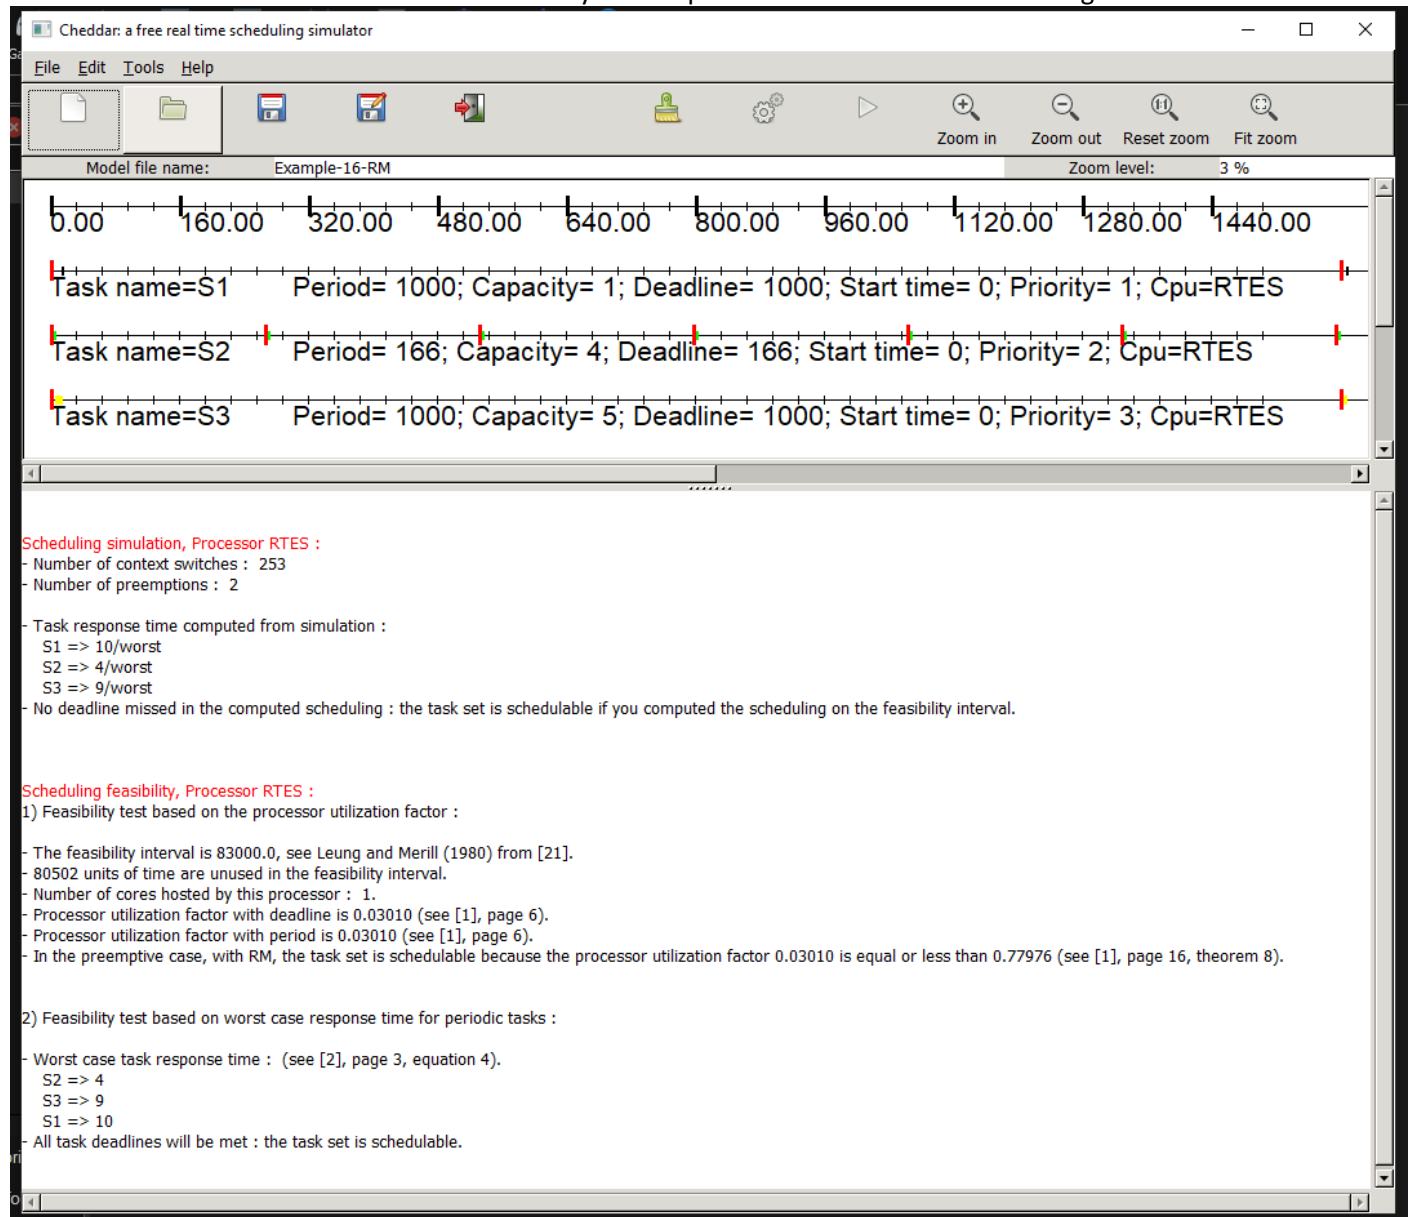 Cheddar: a free real time scheduling simulator
File Edit Tools Help
Zoom in Zoom out Reset zoom Fit zoom
Model file name: Example-16-RM Zoom level: 3 %
0.00 160.00 320.00 480.00 640.00 800.00 960.00 1120.00 1280.00 1440.00
Task name=S1 Period= 1000; Capacity= 1; Deadline= 1000; Start time= 0; Priority= 1; Cpu=RTES
Task name=S2 Period= 166; Capacity= 4; Deadline= 166; Start time= 0; Priority= 2; Cpu=RTES
Task name=S3 Period= 1000; Capacity= 5; Deadline= 1000; Start time= 0; Priority= 3; Cpu=RTES
Scheduling simulation, Processor RTES :
- Number of context switches : 253
- Number of preemptions : 2
- Task response time computed from simulation :
S1 => 10/worst
S2 => 4/worst
S3 => 9/worst
- No deadline missed in the computed scheduling : the task set is schedulable if you computed the scheduling on the feasibility interval.
Scheduling feasibility, Processor RTES :
1) Feasibility test based on the processor utilization factor :
- The feasibility interval is 83000.0, see Leung and Merill (1980) from [21].
- 80502 units of time are unused in the feasibility interval.
- Number of cores hosted by this processor : 1.
- Processor utilization factor with deadline is 0.03010 (see [1], page 6).
- Processor utilization factor with period is 0.03010 (see [1], page 6).
- In the preemptive case, with RM, the task set is schedulable because the processor utilization factor 0.03010 is equal or less than 0.77976 (see [1], page 16, theorem 8).
2) Feasibility test based on worst case response time for periodic tasks :
- Worst case task response time : (see [2], page 3, equation 4).
S2 => 4
S3 => 9
S1 => 10
- All task deadlines will be met : the task set is schedulable.